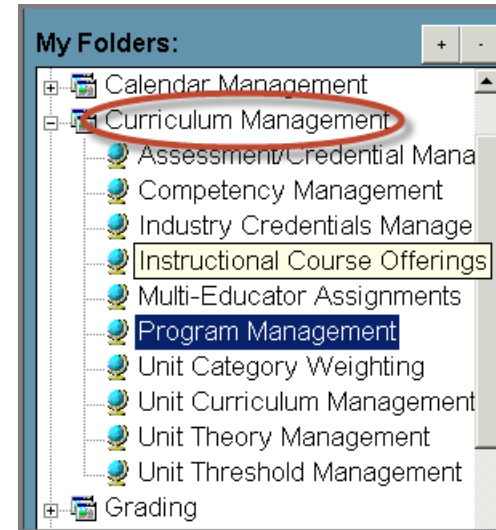 My Folders:
+ -
Calendar Management
Curriculum Management
Assessment/Credential Mana
Competency Management
Industry Credentials Manage
Instructional Course Offerings
Multi-Educator Assignments
Program Management
Unit Category Weighting
Unit Curriculum Management
Unit Theory Management
Unit Threshold Management
Grading